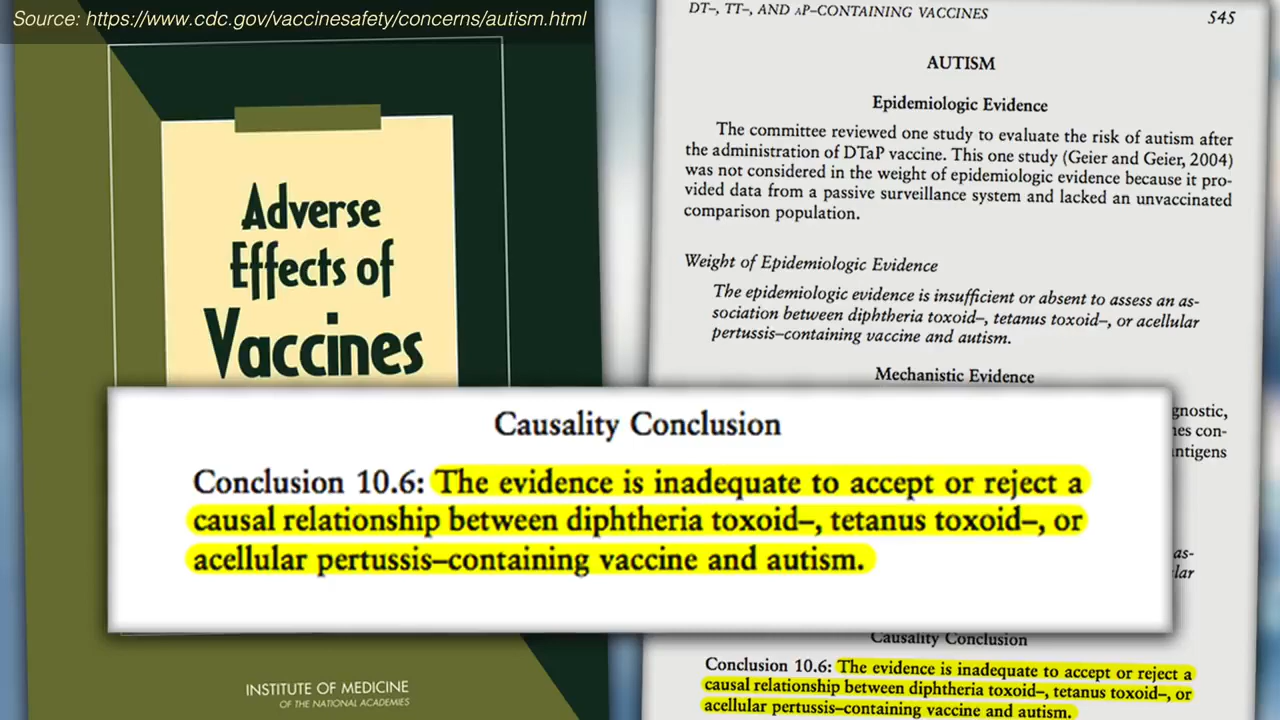 Source: https://www.cdc.gov/vaccinesafety/concerns/autism.html
Adverse
Effects of
Vaccines
INSTITUTE OF MEDICINE
OF THE NATIONAL ACADEMIES
DT–, TT–, AND aP–CONTAINING VACCINES 545
AUTISM
Epidemiologic Evidence
The committee reviewed one study to evaluate the risk of autism after
the administration of DTaP vaccine. This one study (Geier and Geier, 2004)
was not considered in the weight of epidemiologic evidence because it pro-
vided data from a passive surveillance system and lacked an unvaccinated
comparison population.
Weight of Epidemiologic Evidence
The epidemiologic evidence is insufficient or absent to assess an as-
sociation between diphtheria toxoid–, tetanus toxoid–, or acellular
pertussis–containing vaccine and autism.
Mechanistic Evidence
gnostic,
es con-
ntigens
as-
lar
Causality Conclusion
Conclusion 10.6: The evidence is inadequate to accept or reject a
causal relationship between diphtheria toxoid–, tetanus toxoid–, or
acellular pertussis–containing vaccine and autism.
Causality Conclusion
Conclusion 10.6: The evidence is inadequate to accept or reject a
causal relationship between diphtheria toxoid–, tetanus toxoid–, or
acellular pertussis–containing vaccine and autism.